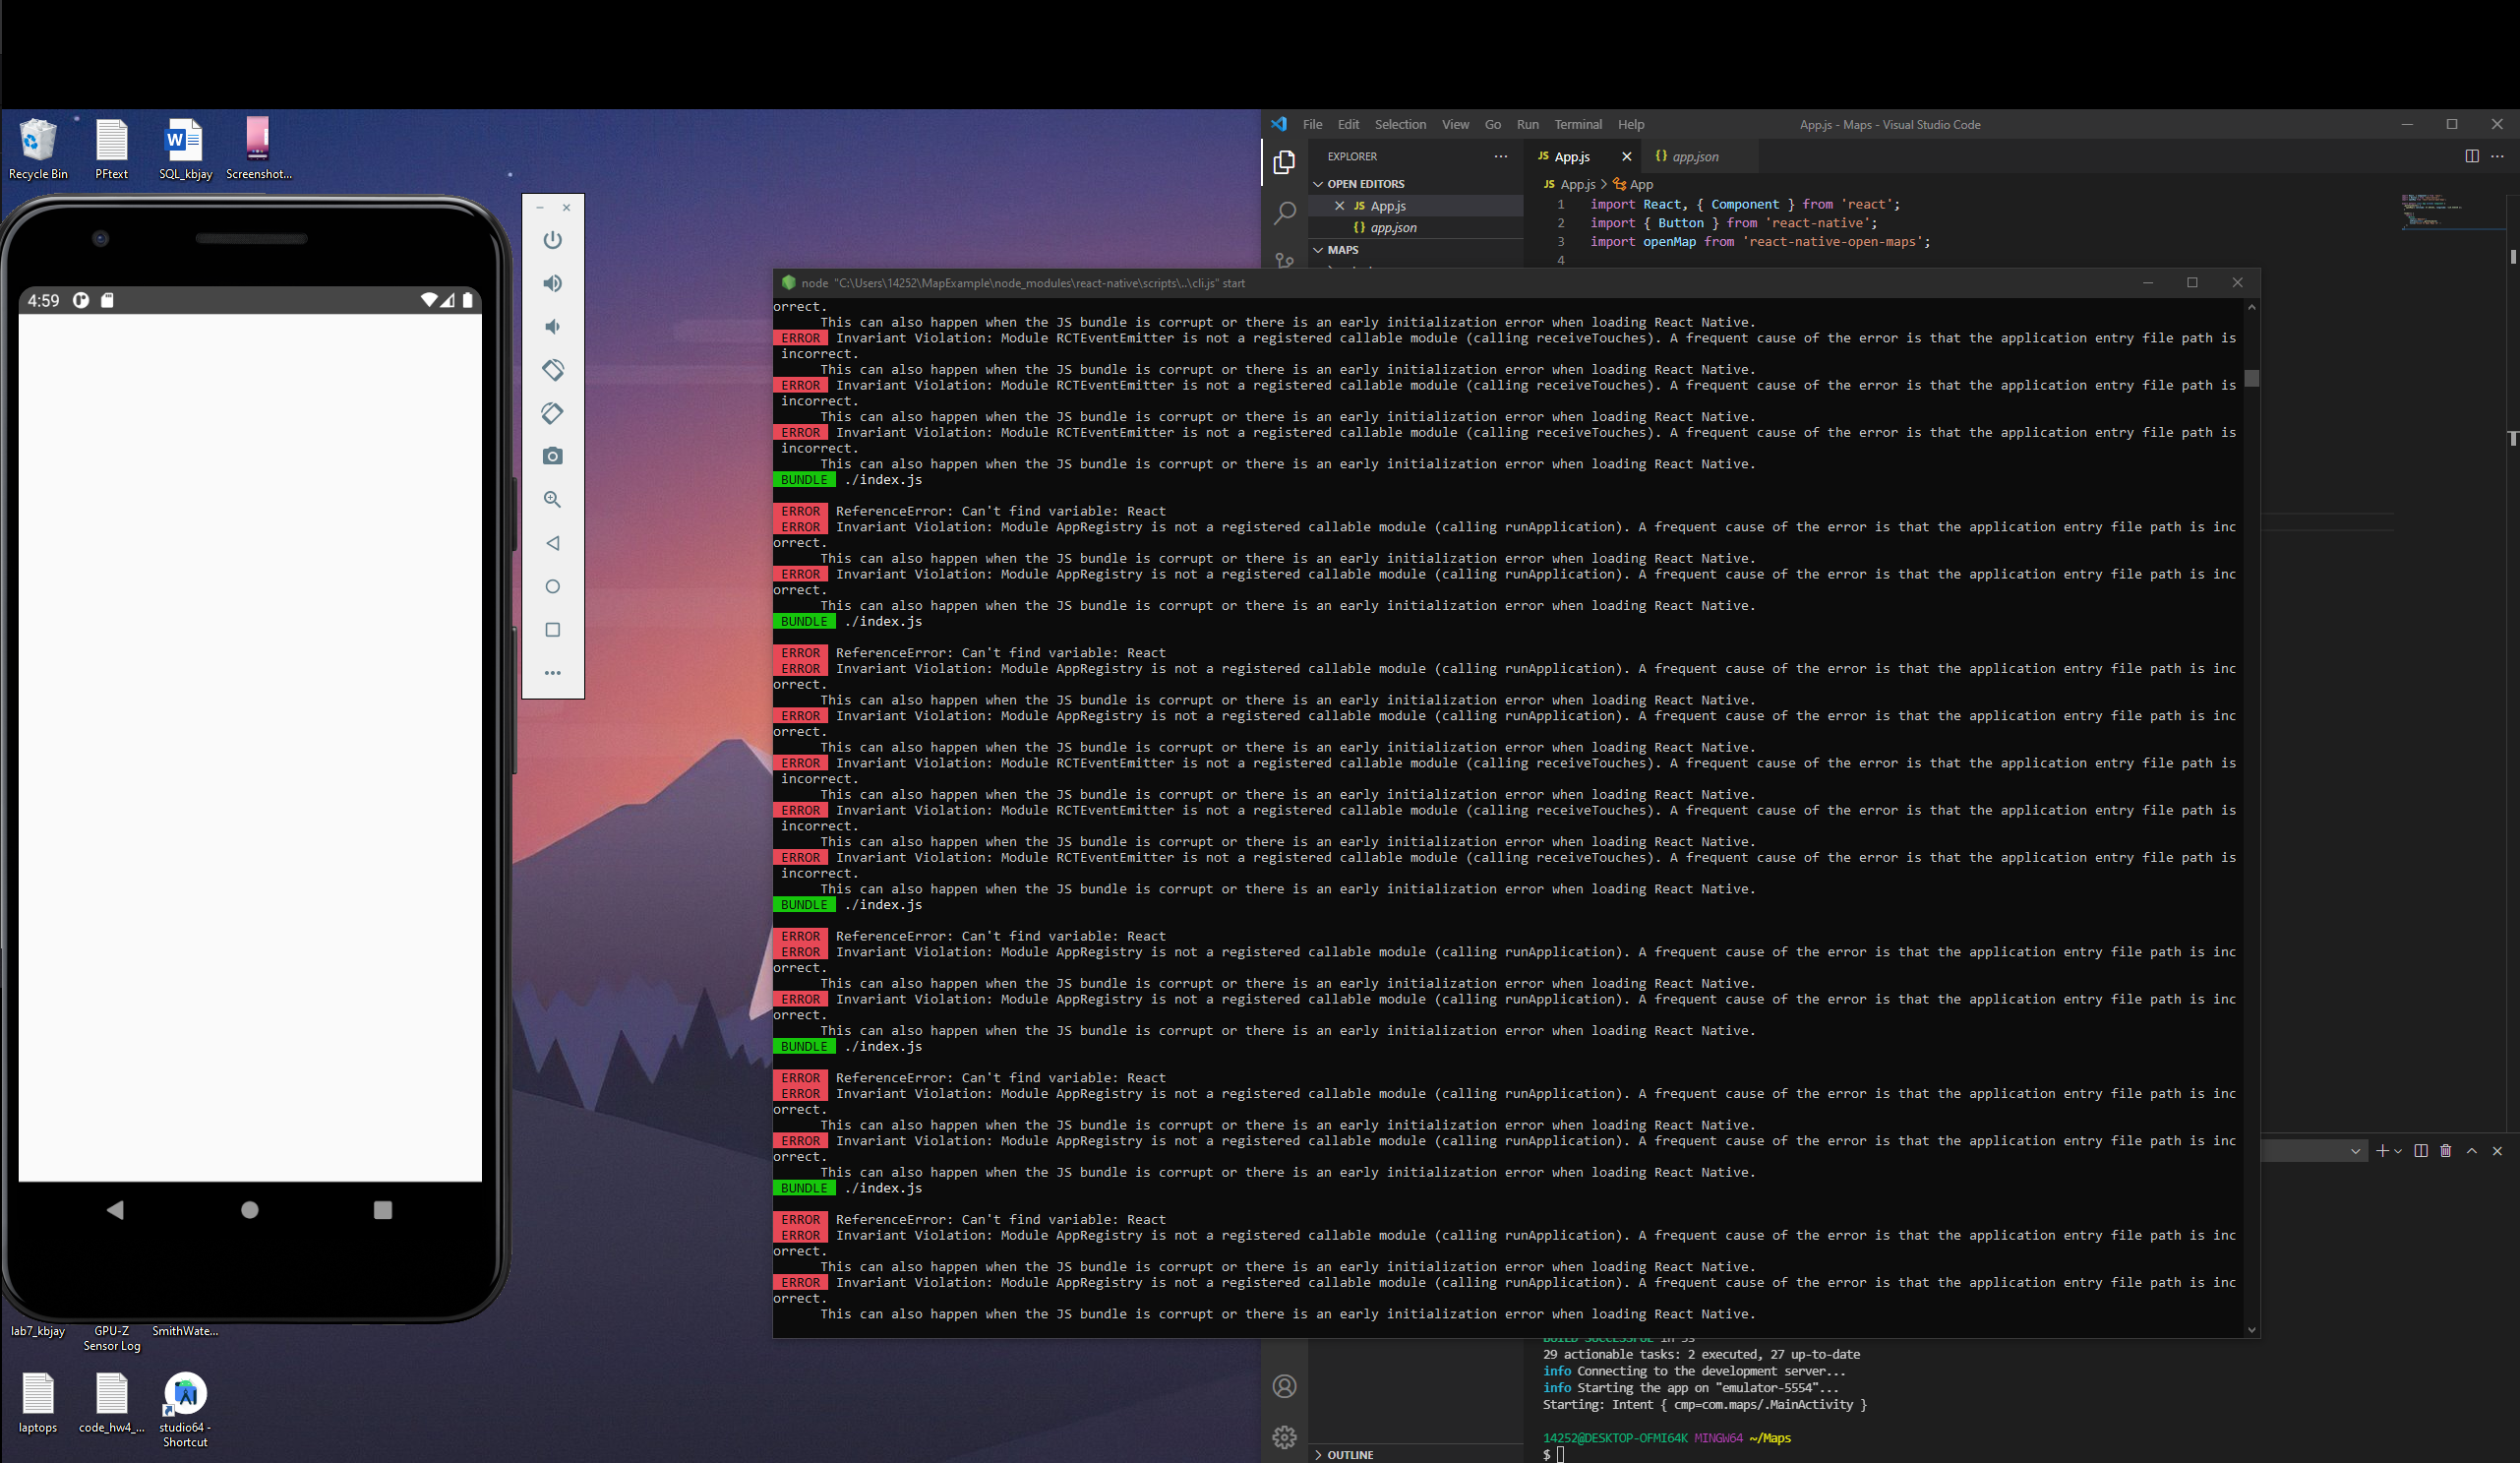 Recycle Bin
PFtext
SQL_kbjay
Screenshot...
4:59
lab7_kbjay
GPU-Z Sensor Log
SmithWate...
laptops
code_hw4_...
studio64 - Shortcut
File Edit Selection View Go Run Terminal Help
App.js - Maps - Visual Studio Code
EXPLORER
JS App.js
{} app.json
OPEN EDITORS
JS App.js > App
JS App.js
{} app.json
MAPS
1 import React, { Component } from 'react';
2 import { Button } from 'react-native';
3 import openMap from 'react-native-open-maps';
4
node "C:\Users\14252\MapExample\node_modules\react-native\scripts\..\cli.js" start
orrect.
This can also happen when the JS bundle is corrupt or there is an early initialization error when loading React Native.
ERROR Invariant Violation: Module RCTEventEmitter is not a registered callable module (calling receiveTouches). A frequent cause of the error is that the application entry file path is
incorrect.
This can also happen when the JS bundle is corrupt or there is an early initialization error when loading React Native.
ERROR Invariant Violation: Module RCTEventEmitter is not a registered callable module (calling receiveTouches). A frequent cause of the error is that the application entry file path is
incorrect.
This can also happen when the JS bundle is corrupt or there is an early initialization error when loading React Native.
ERROR Invariant Violation: Module RCTEventEmitter is not a registered callable module (calling receiveTouches). A frequent cause of the error is that the application entry file path is
incorrect.
This can also happen when the JS bundle is corrupt or there is an early initialization error when loading React Native.
BUNDLE ./index.js
ERROR ReferenceError: Can't find variable: React
ERROR Invariant Violation: Module AppRegistry is not a registered callable module (calling runApplication). A frequent cause of the error is that the application entry file path is inc
orrect.
This can also happen when the JS bundle is corrupt or there is an early initialization error when loading React Native.
ERROR Invariant Violation: Module AppRegistry is not a registered callable module (calling runApplication). A frequent cause of the error is that the application entry file path is inc
orrect.
This can also happen when the JS bundle is corrupt or there is an early initialization error when loading React Native.
BUNDLE ./index.js
ERROR ReferenceError: Can't find variable: React
ERROR Invariant Violation: Module AppRegistry is not a registered callable module (calling runApplication). A frequent cause of the error is that the application entry file path is inc
orrect.
This can also happen when the JS bundle is corrupt or there is an early initialization error when loading React Native.
ERROR Invariant Violation: Module AppRegistry is not a registered callable module (calling runApplication). A frequent cause of the error is that the application entry file path is inc
orrect.
This can also happen when the JS bundle is corrupt or there is an early initialization error when loading React Native.
ERROR Invariant Violation: Module RCTEventEmitter is not a registered callable module (calling receiveTouches). A frequent cause of the error is that the application entry file path is
incorrect.
This can also happen when the JS bundle is corrupt or there is an early initialization error when loading React Native.
ERROR Invariant Violation: Module RCTEventEmitter is not a registered callable module (calling receiveTouches). A frequent cause of the error is that the application entry file path is
incorrect.
This can also happen when the JS bundle is corrupt or there is an early initialization error when loading React Native.
ERROR Invariant Violation: Module RCTEventEmitter is not a registered callable module (calling receiveTouches). A frequent cause of the error is that the application entry file path is
incorrect.
This can also happen when the JS bundle is corrupt or there is an early initialization error when loading React Native.
BUNDLE ./index.js
ERROR ReferenceError: Can't find variable: React
ERROR Invariant Violation: Module AppRegistry is not a registered callable module (calling runApplication). A frequent cause of the error is that the application entry file path is inc
orrect.
This can also happen when the JS bundle is corrupt or there is an early initialization error when loading React Native.
ERROR Invariant Violation: Module AppRegistry is not a registered callable module (calling runApplication). A frequent cause of the error is that the application entry file path is inc
orrect.
This can also happen when the JS bundle is corrupt or there is an early initialization error when loading React Native.
BUNDLE ./index.js
ERROR ReferenceError: Can't find variable: React
ERROR Invariant Violation: Module AppRegistry is not a registered callable module (calling runApplication). A frequent cause of the error is that the application entry file path is inc
orrect.
This can also happen when the JS bundle is corrupt or there is an early initialization error when loading React Native.
ERROR Invariant Violation: Module AppRegistry is not a registered callable module (calling runApplication). A frequent cause of the error is that the application entry file path is inc
orrect.
This can also happen when the JS bundle is corrupt or there is an early initialization error when loading React Native.
BUNDLE ./index.js
ERROR ReferenceError: Can't find variable: React
ERROR Invariant Violation: Module AppRegistry is not a registered callable module (calling runApplication). A frequent cause of the error is that the application entry file path is inc
orrect.
This can also happen when the JS bundle is corrupt or there is an early initialization error when loading React Native.
ERROR Invariant Violation: Module AppRegistry is not a registered callable module (calling runApplication). A frequent cause of the error is that the application entry file path is inc
orrect.
This can also happen when the JS bundle is corrupt or there is an early initialization error when loading React Native.
BUILD SUCCESSFUL in 3s
29 actionable tasks: 2 executed, 27 up-to-date
info Connecting to the development server...
info Starting the app on "emulator-5554"...
Starting: Intent { cmp=com.maps/.MainActivity }
14252@DESKTOP-OFMI64K MINGW64 ~/Maps
$
OUTLINE